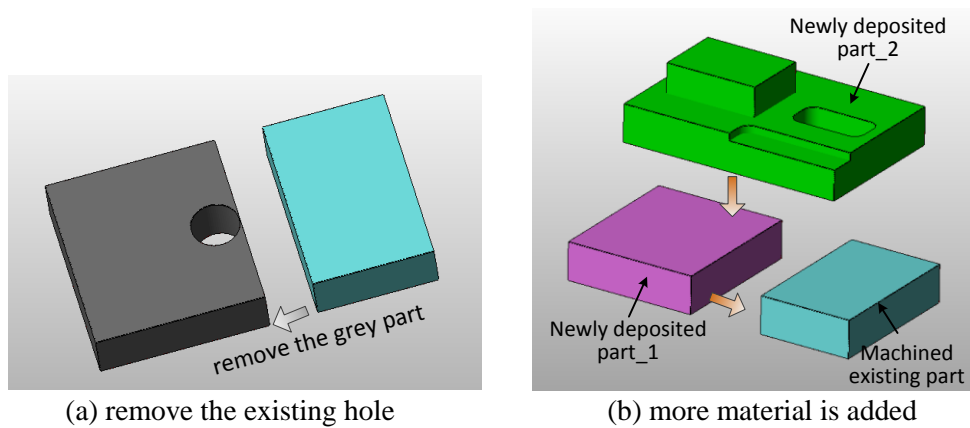 remove the grey part
(a) remove the existing hole
Newly deposited
part_2
Newly deposited
part_1
Machined
existing part
(b) more material is added